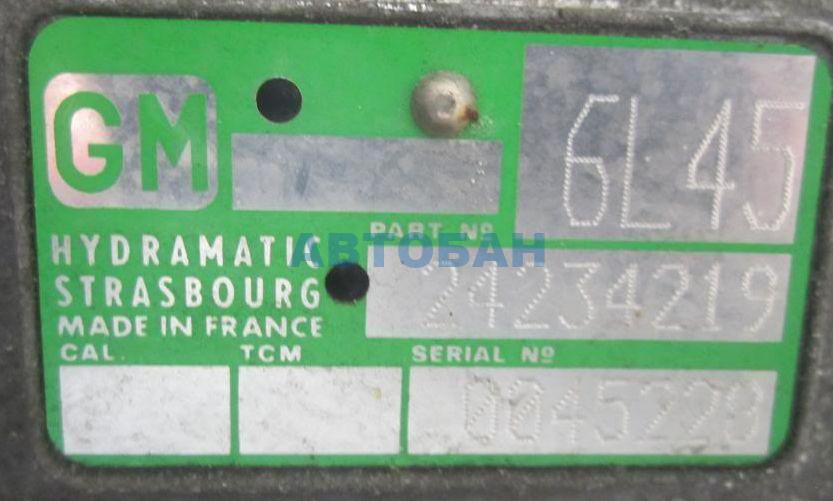 GM
6L45
PART Nº
АВТОБАН
HYDRAMATIC
24234219
STRASBOURG
MADE IN FRANCE
CAL. TCM SERIAL Nº
0045228